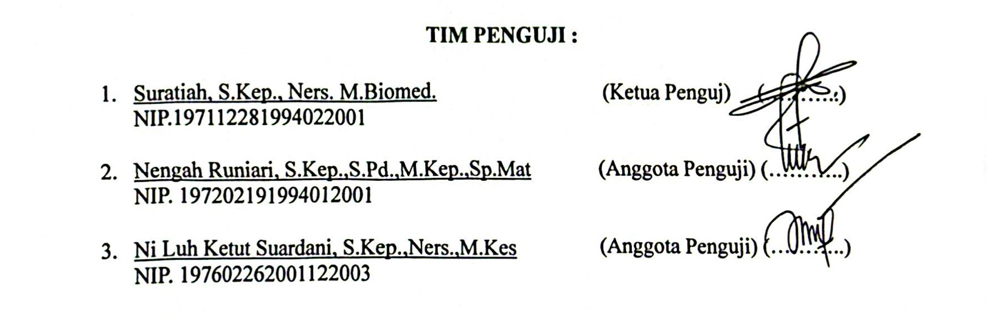 TIM PENGUJI :
1. Suratiah, S.Kep., Ners. M.Biomed. (Ketua Penguj) (............)
NIP.197112281994022001
2. Nengah Runiari, S.Kep.,S.Pd.,M.Kep.,Sp.Mat (Anggota Penguji) (............)
NIP. 197202191994012001
3. Ni Luh Ketut Suardani, S.Kep.,Ners.,M.Kes (Anggota Penguji) (............)
NIP. 197602262001122003